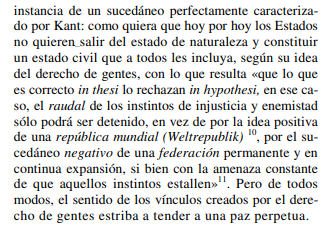 instancia de un sucedáneo perfectamente caracteriza-
do por Kant: como quiera que hoy por hoy los Estados
no quieren salir del estado de naturaleza y constituir
un estado civil que a todos les incluya, según su idea
del derecho de gentes, con lo que resulta «que lo que
es correcto in thesi lo rechazan in hypothesi, en ese ca-
so, el raudal de los instintos de injusticia y enemistad
sólo podrá ser detenido, en vez de por la idea positiva
de una república mundial (Weltrepublik) 10, por el su-
cedáneo negativo de una federación permanente y en
continua expansión, si bien con la amenaza constante
de que aquellos instintos estallen»11. Pero de todos
modos, el sentido de los vínculos creados por el dere-
cho de gentes estriba a tender a una paz perpetua.